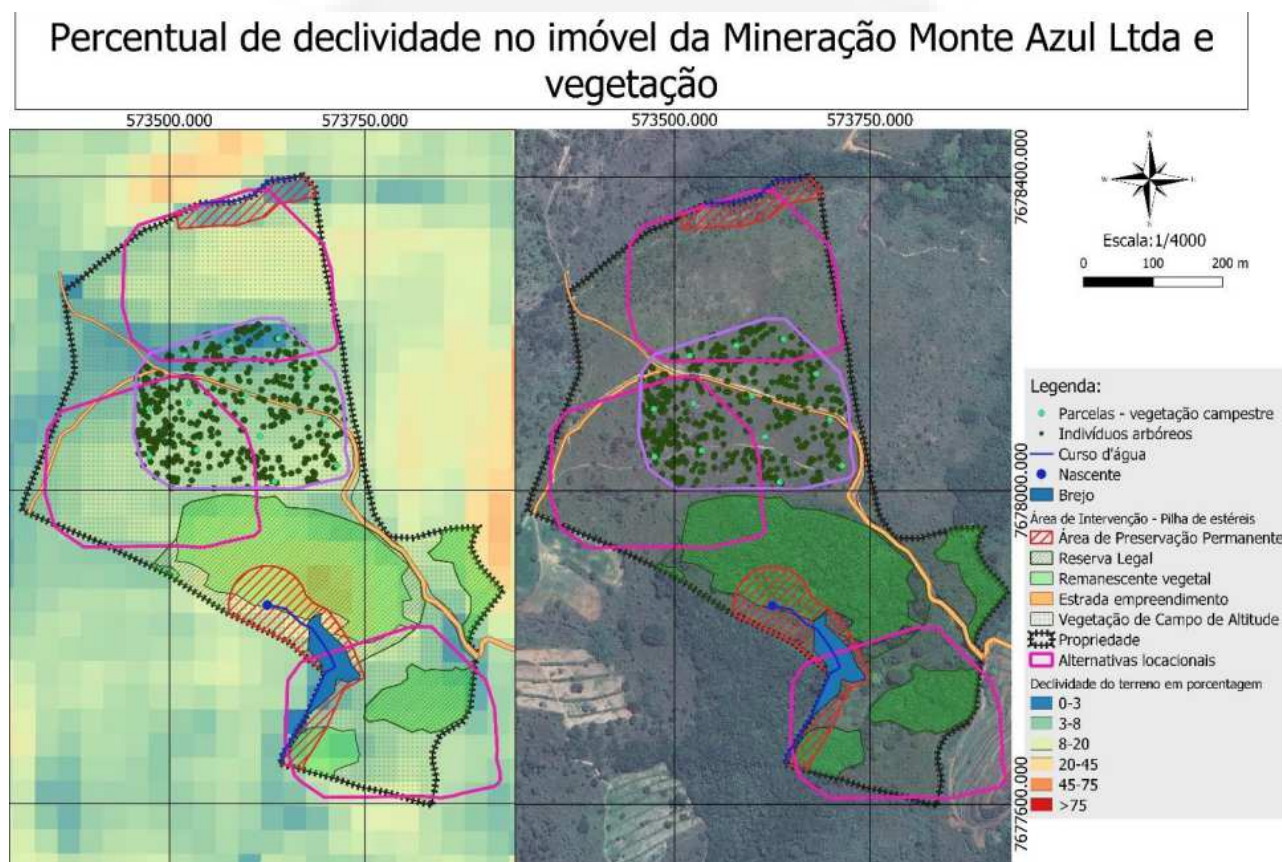 Percentual de declividade no imóvel da Mineração Monte Azul Ltda e
vegetação
573500.000
573750.000
573500.000
573750.000
7678400.000
7678000.000
7677600.000
N
W
E
S
Escala:1/4000
0 100 200 m
Legenda:
Parcelas - vegetação campestre
Indivíduos arbóreos
Curso d'água
Nascente
Brejo
Área de Intervenção - Pilha de estéreis
Área de Preservação Permanente
Reserva Legal
Remanescente vegetal
Estrada empreendimento
Vegetação de Campo de Altitude
Propriedade
Alternativas locacionais
Declividade do terreno em porcentagem
0-3
3-8
8-20
20-45
45-75
>75